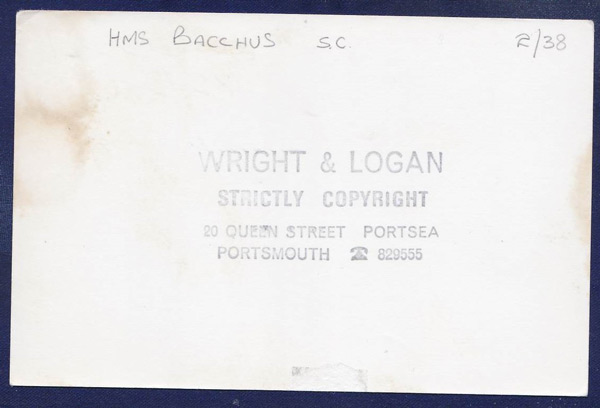 HMS BACCHUS S.C. 2/38
WRIGHT & LOGAN
STRICTLY COPYRIGHT
20 QUEEN STREET PORTSEA
PORTSMOUTH ☎ 829555